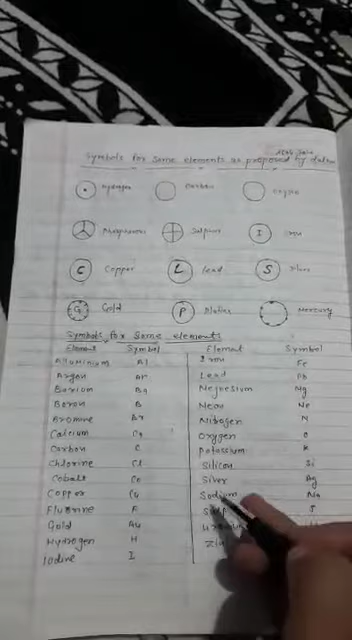 Symbols for Some elements as proposed by dalton
Hydrogen Carbon Oxygen
Phosphorus Sulphur I Iron
C Copper L Lead S Silver
G Gold P Platina Mercury
Symbols for Some elements
Element Symbol Element Symbol
Alluminium Al Iron Fe
Argon Ar Lead Pb
Barium Ba Magnesium Mg
Boron B Neon Ne
Bromine Br Nitrogen N
Calcium Ca Oxygen O
Carbon C Potassium K
Chlorine Cl Silicon Si
Cobalt Co Silver Ag
Copper Cu Sodium Na
Fluorine F
Gold Au
Hydrogen H
Iodine I